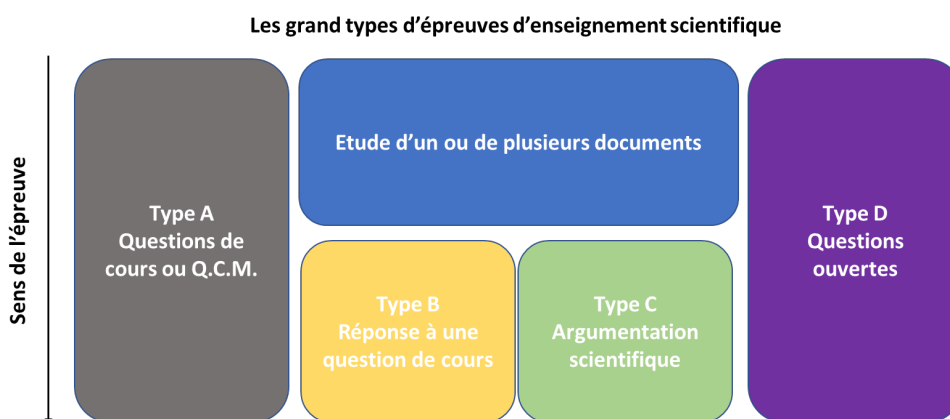 Les grand types d'épreuves d'enseignement scientifique
Sens de l'épreuve
Type A
Questions de
cours ou Q.C.M.
Etude d'un ou de plusieurs documents
Type B
Réponse à une
question de cours
Type C
Argumentation
scientifique
Type D
Questions
ouvertes